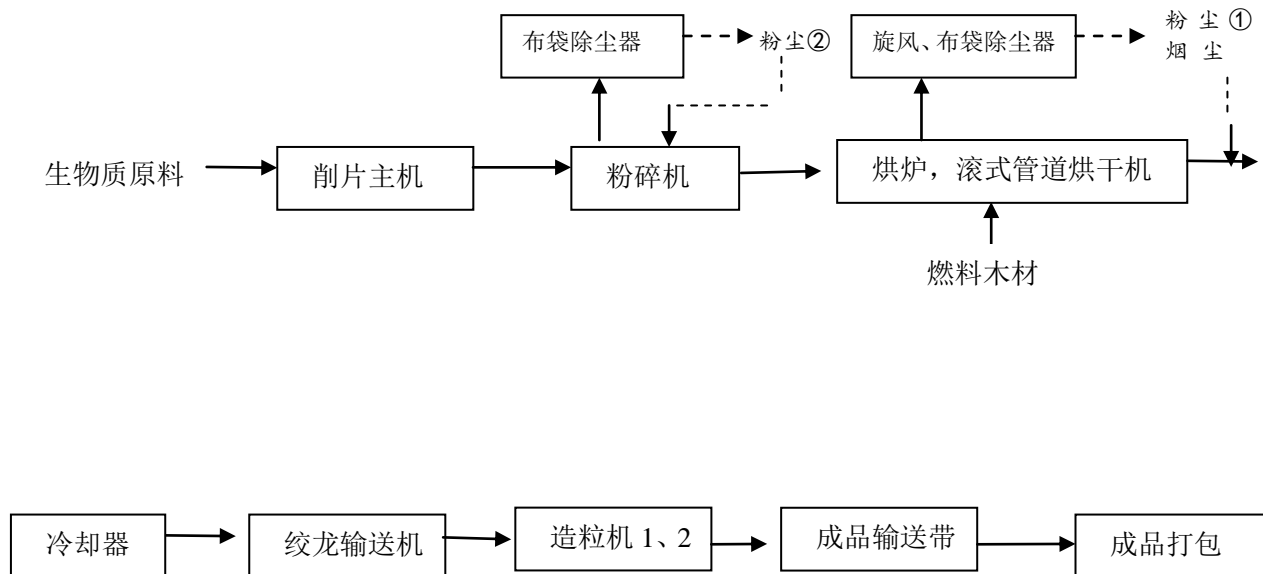 布袋除尘器
粉尘②
旋风、布袋除尘器
粉尘①
烟尘
生物质原料
削片主机
粉碎机
烘炉，滚式管道烘干机
燃料木材
冷却器
绞龙输送机
造粒机 1、2
成品输送带
成品打包